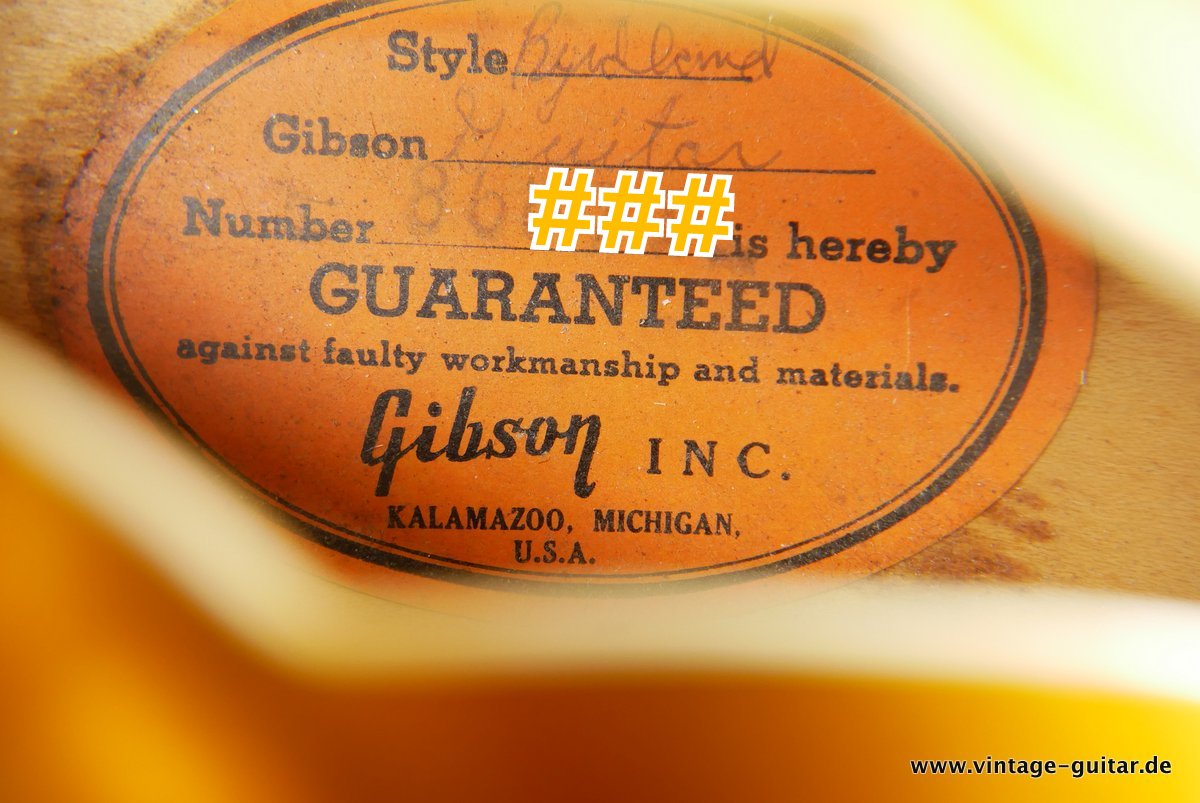 Style Byrdland
Gibson Guitar
Number 86### is hereby
GUARANTEED
against faulty workmanship and materials.
Gibson INC.
KALAMAZOO, MICHIGAN,
U.S.A.
www.vintage-guitar.de